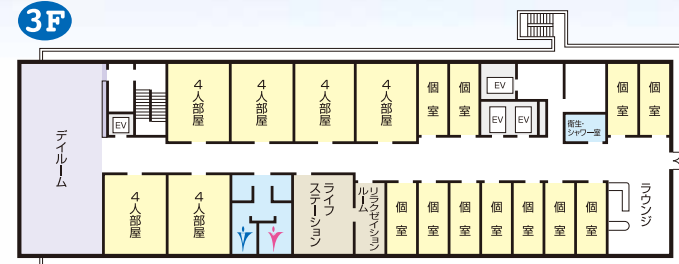 3F
デイルーム
EV
4人部屋
4人部屋
4人部屋
4人部屋
個室
個室
EV
EV
EV
衛生・
シャワー室
個室
個室
4人部屋
4人部屋
ライフ
ステーション
リラクゼイション
ルーム
個室
個室
個室
個室
個室
個室
個室
ラウンジ